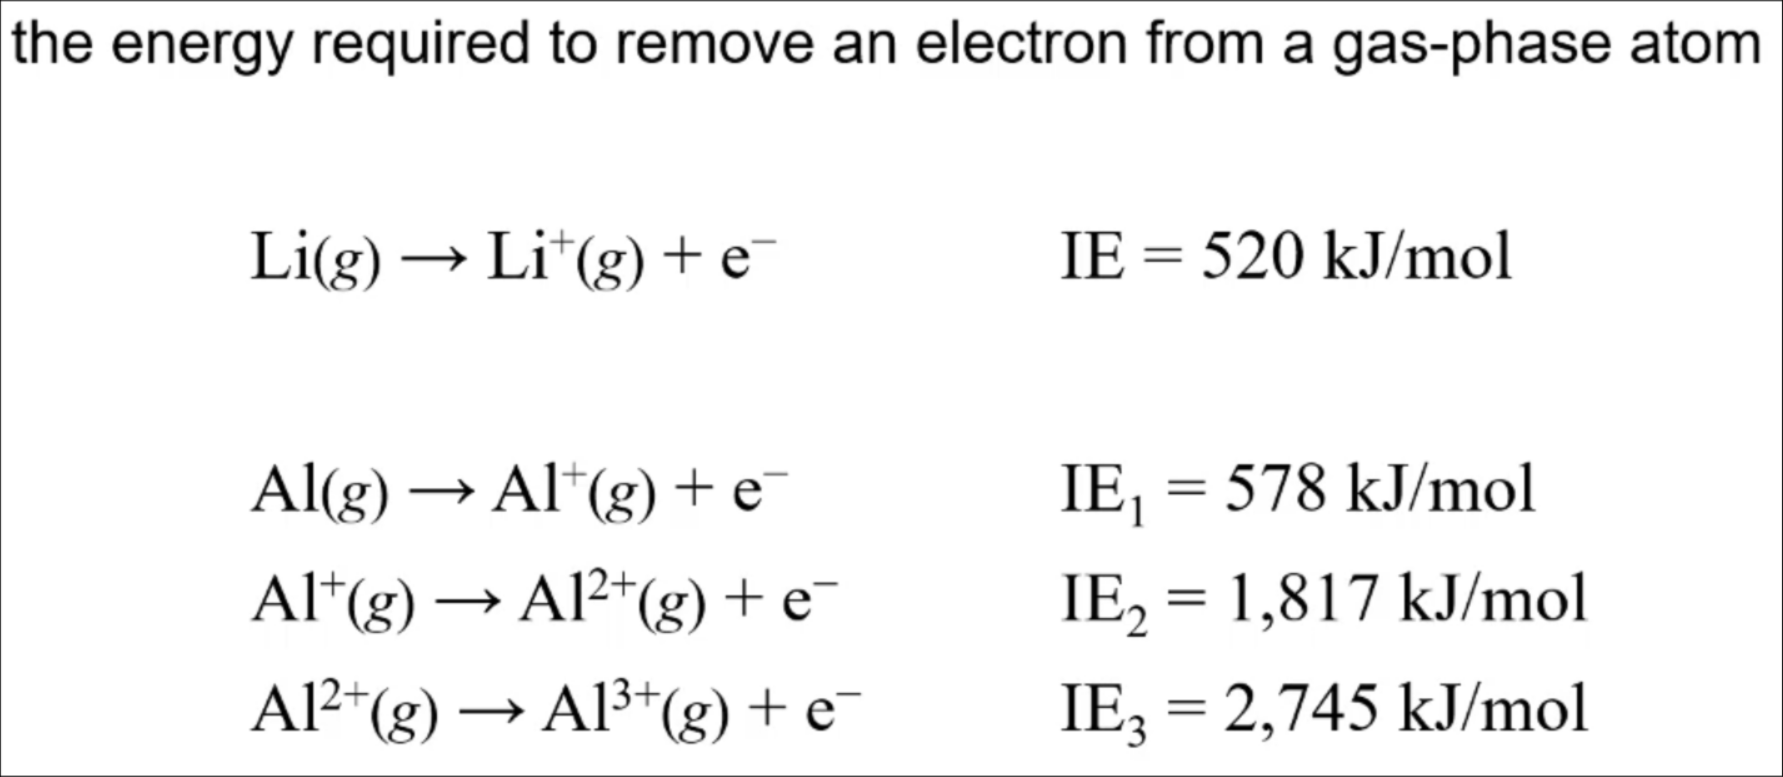 the energy required to remove an electron from a gas-phase atom
Li(g) → Li⁺(g) + e⁻ IE = 520 kJ/mol
Al(g) → Al⁺(g) + e⁻ IE₁ = 578 kJ/mol
Al⁺(g) → Al²⁺(g) + e⁻ IE₂ = 1,817 kJ/mol
Al²⁺(g) → Al³⁺(g) + e⁻ IE₃ = 2,745 kJ/mol